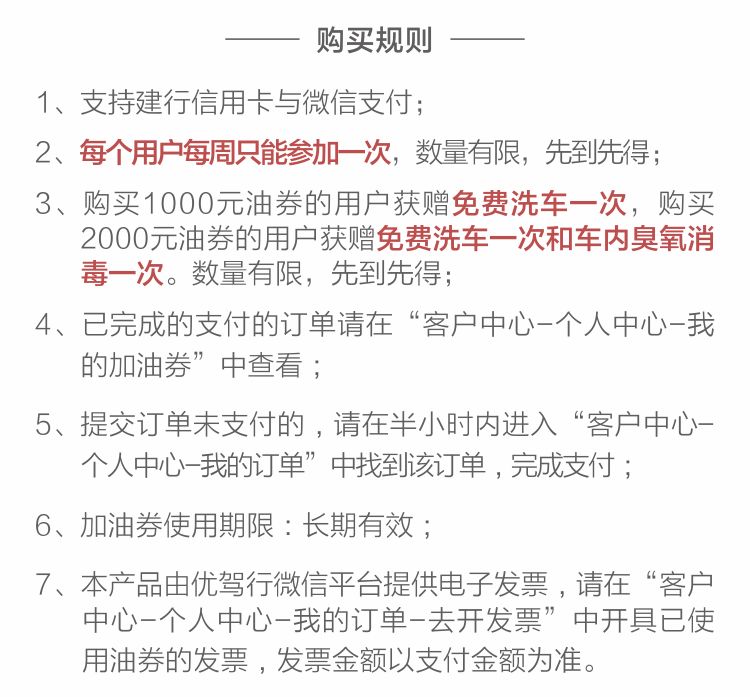 购买规则
1、支持建行信用卡与微信支付；
2、每个用户每周只能参加一次，数量有限，先到先得；
3、购买1000元油券的用户获赠免费洗车一次，购买
2000元油券的用户获赠免费洗车一次和车内臭氧消
毒一次。数量有限，先到先得；
4、已完成的支付的订单请在“客户中心–个人中心–我
的加油券”中查看；
5、提交订单未支付的，请在半小时内进入“客户中心–
个人中心–我的订单”中找到该订单，完成支付；
6、加油券使用期限：长期有效；
7、本产品由优驾行微信平台提供电子发票，请在“客户
中心–个人中心–我的订单–去开发票”中开具已使
用油券的发票，发票金额以支付金额为准。